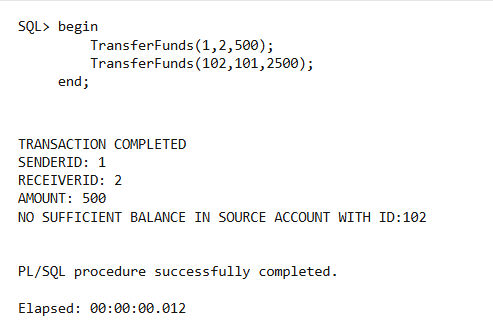 SQL> begin
TransferFunds(1,2,500);
TransferFunds(102,101,2500);
end;
TRANSACTION COMPLETED
SENDERID: 1
RECEIVERID: 2
AMOUNT: 500
NO SUFFICIENT BALANCE IN SOURCE ACCOUNT WITH ID:102
PL/SQL procedure successfully completed.
Elapsed: 00:00:00.012